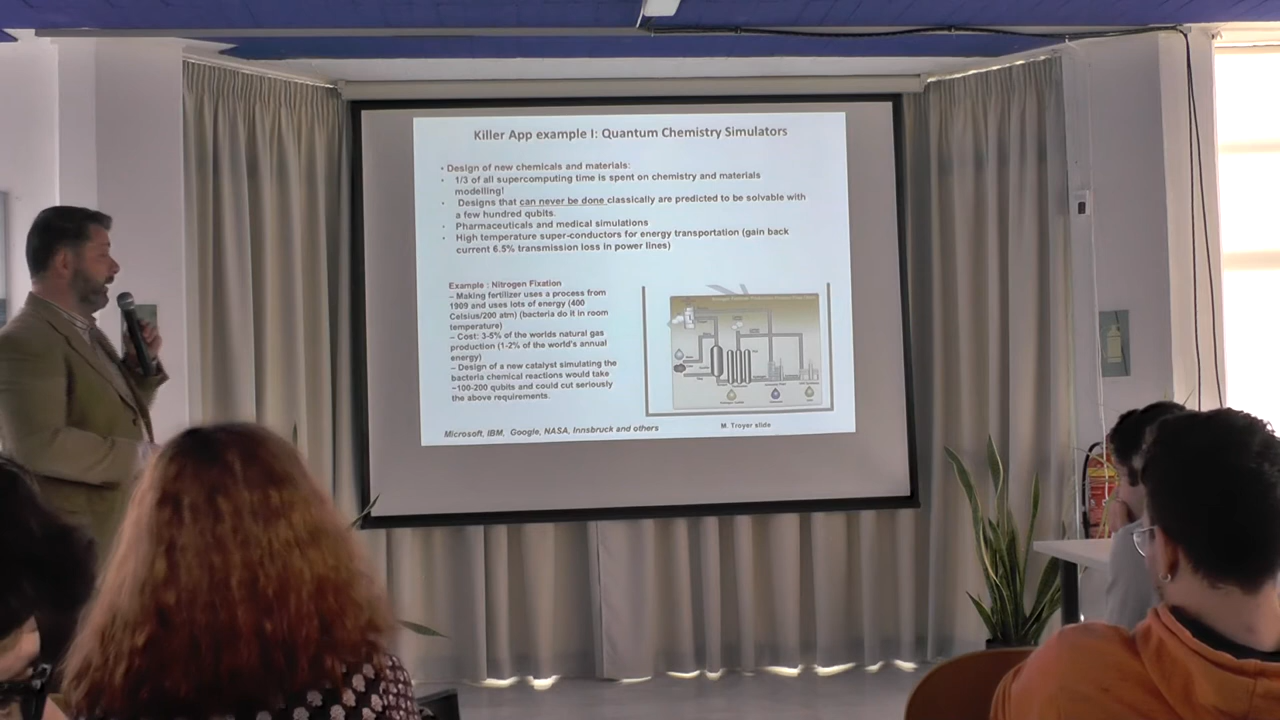 Killer App example I: Quantum Chemistry Simulators
• Design of new chemicals and materials:
• 1/3 of all supercomputing time is spent on chemistry and materials
modelling!
• Designs that can never be done classically are predicted to be solvable with
a few hundred qubits.
• Pharmaceuticals and medical simulations
• High temperature super-conductors for energy transportation (gain back
current 6.5% transmission loss in power lines)
Example : Nitrogen Fixation
– Making fertilizer uses a process from
1909 and uses lots of energy (400
Celsius/200 atm) (bacteria do it in room
temperature)
– Cost: 3-5% of the worlds natural gas
production (1-2% of the world's annual
energy)
– Design of a new catalyst simulating the
bacteria chemical reactions would take
~100-200 qubits and could cut seriously
the above requirements.
Microsoft, IBM, Google, NASA, Innsbruck and others
M. Troyer slide